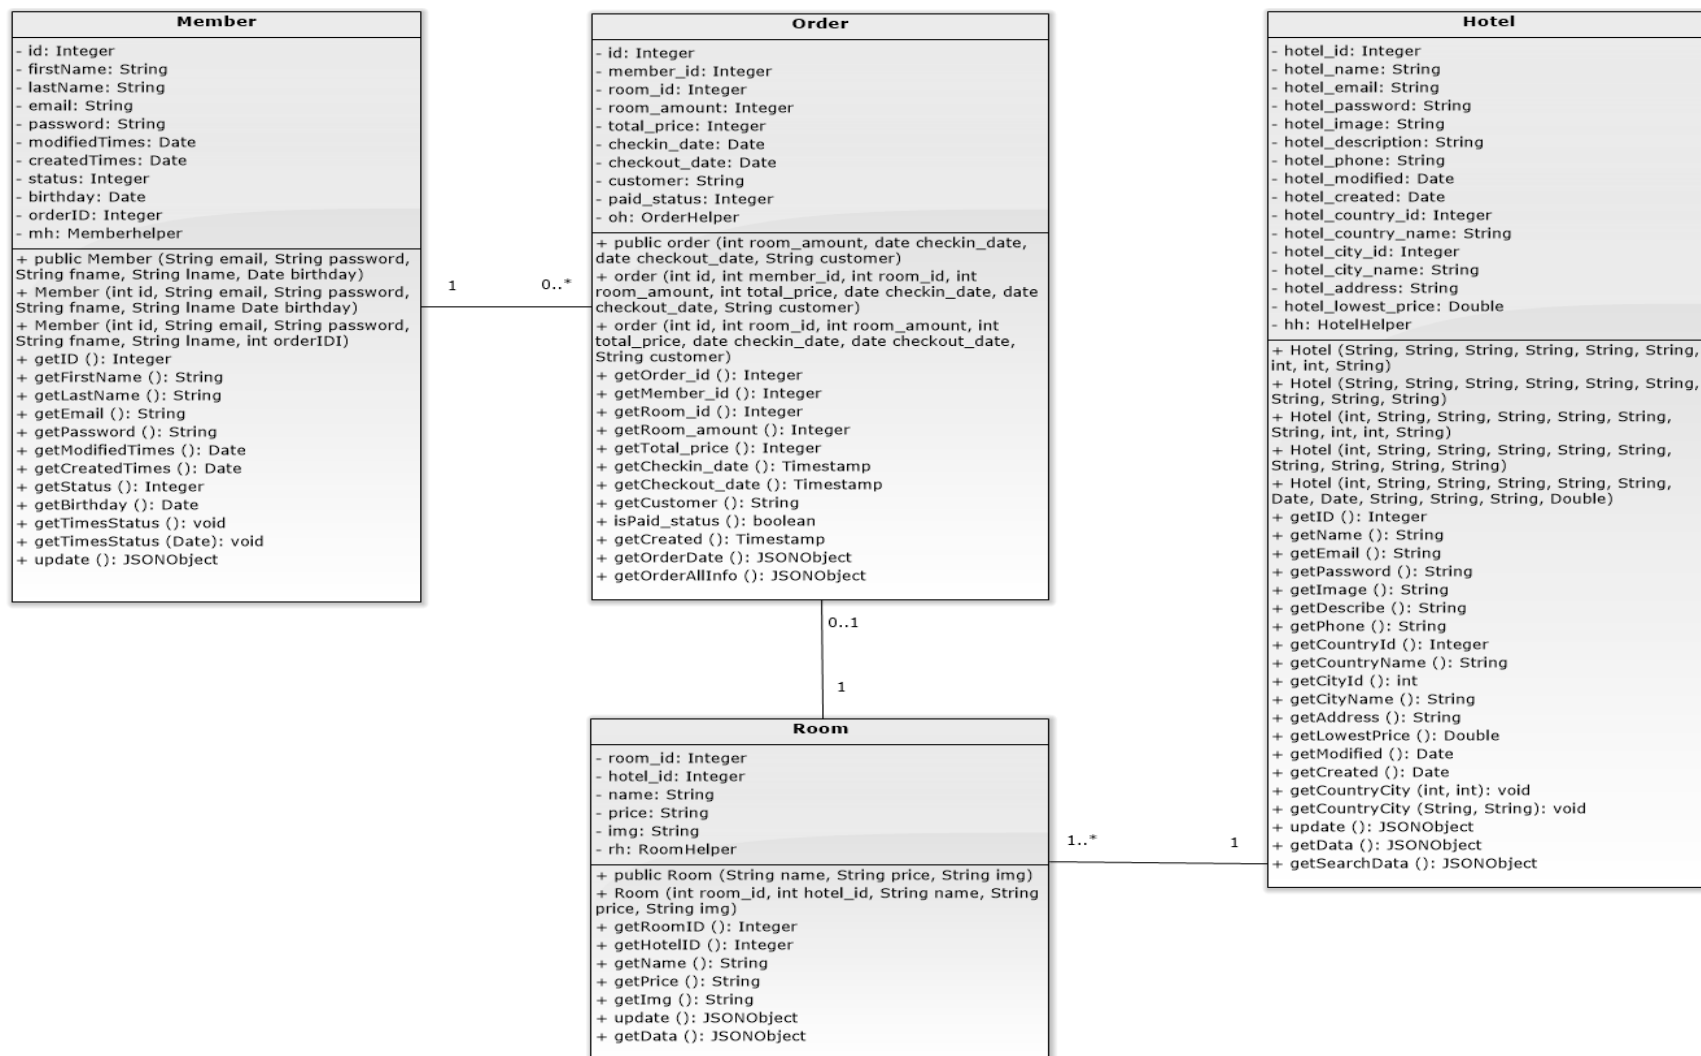 Member
- id: Integer
- firstName: String
- lastName: String
- email: String
- password: String
- modifiedTimes: Date
- createdTimes: Date
- status: Integer
- birthday: Date
- orderID: Integer
- mh: Memberhelper
+ public Member (String email, String password,
String fname, String lname, Date birthday)
+ Member (int id, String email, String password,
String fname, String lname Date birthday)
+ Member (int id, String email, String password,
String fname, String lname, int orderIDI)
+ getID (): Integer
+ getFirstName (): String
+ getLastName (): String
+ getEmail (): String
+ getPassword (): String
+ getModifiedTimes (): Date
+ getCreatedTimes (): Date
+ getStatus (): Integer
+ getBirthday (): Date
+ getTimesStatus (): void
+ getTimesStatus (Date): void
+ update (): JSONObject
1
0..*
Order
- id: Integer
- member_id: Integer
- room_id: Integer
- room_amount: Integer
- total_price: Integer
- checkin_date: Date
- checkout_date: Date
- customer: String
- paid_status: Integer
- oh: OrderHelper
+ public order (int room_amount, date checkin_date,
date checkout_date, String customer)
+ order (int id, int member_id, int room_id, int
room_amount, int total_price, date checkin_date, date
checkout_date, String customer)
+ order (int id, int room_id, int room_amount, int
total_price, date checkin_date, date checkout_date,
String customer)
+ getOrder_id (): Integer
+ getMember_id (): Integer
+ getRoom_id (): Integer
+ getRoom_amount (): Integer
+ getTotal_price (): Integer
+ getCheckin_date (): Timestamp
+ getCheckout_date (): Timestamp
+ getCustomer (): String
+ isPaid_status (): boolean
+ getCreated (): Timestamp
+ getOrderDate (): JSONObject
+ getOrderAllInfo (): JSONObject
0..1
1
Room
- room_id: Integer
- hotel_id: Integer
- name: String
- price: String
- img: String
- rh: RoomHelper
+ public Room (String name, String price, String img)
+ Room (int room_id, int hotel_id, String name, String
price, String img)
+ getRoomID (): Integer
+ getHotelID (): Integer
+ getName (): String
+ getPrice (): String
+ getImg (): String
+ update (): JSONObject
+ getData (): JSONObject
1..*
1
Hotel
- hotel_id: Integer
- hotel_name: String
- hotel_email: String
- hotel_password: String
- hotel_image: String
- hotel_description: String
- hotel_phone: String
- hotel_modified: Date
- hotel_created: Date
- hotel_country_id: Integer
- hotel_country_name: String
- hotel_city_id: Integer
- hotel_city_name: String
- hotel_address: String
- hotel_lowest_price: Double
- hh: HotelHelper
+ Hotel (String, String, String, String, String, String,
int, int, String)
+ Hotel (String, String, String, String, String, String,
String, String, String)
+ Hotel (int, String, String, String, String, String,
String, int, int, String)
+ Hotel (int, String, String, String, String, String,
String, String, String, String)
+ Hotel (int, String, String, String, String, String,
Date, Date, String, String, String, Double)
+ getID (): Integer
+ getName (): String
+ getEmail (): String
+ getPassword (): String
+ getImage (): String
+ getDescribe (): String
+ getPhone (): String
+ getCountryId (): Integer
+ getCountryName (): String
+ getCityId (): int
+ getCityName (): String
+ getAddress (): String
+ getLowestPrice (): Double
+ getModified (): Date
+ getCreated (): Date
+ getCountryCity (int, int): void
+ getCountryCity (String, String): void
+ update (): JSONObject
+ getData (): JSONObject
+ getSearchData (): JSONObject